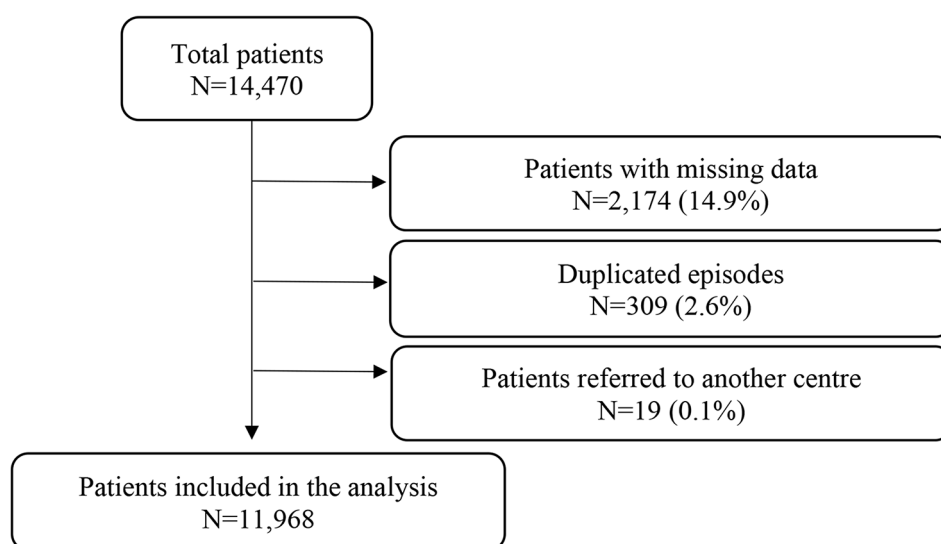 Total patients
N=14,470
Patients with missing data
N=2,174 (14.9%)
Duplicated episodes
N=309 (2.6%)
Patients referred to another centre
N=19 (0.1%)
Patients included in the analysis
N=11,968